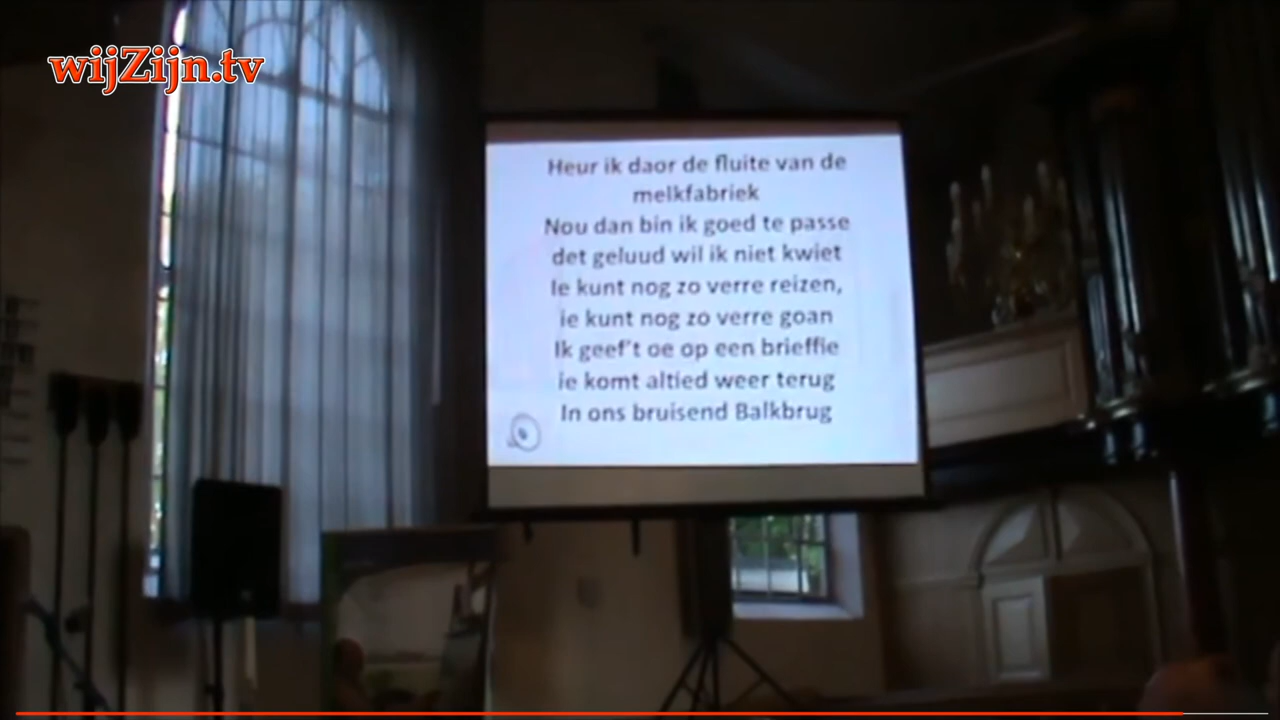 wijZijn.tv
Heur ik daor de fluite van de
melkfabriek
Nou dan bin ik goed te passe
det geluud wil ik niet kwiet
Ie kunt nog zo verre reizen,
ie kunt nog zo verre goan
Ik geef't oe op een brieffie
ie komt altied weer terug
In ons bruisend Balkbrug